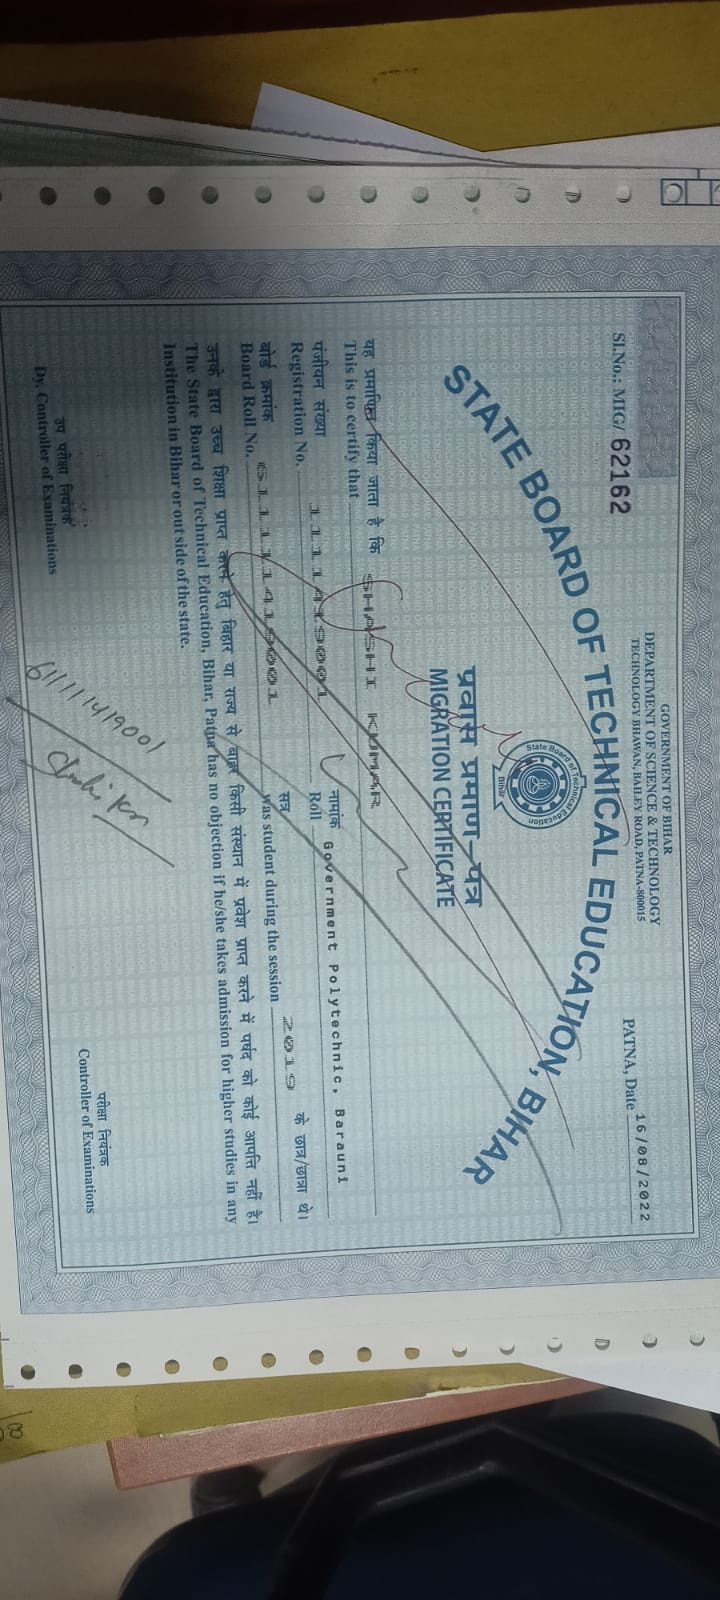 GOVERNMENT OF BIHAR
DEPARTMENT OF SCIENCE & TECHNOLOGY
TECHNOLOGY BHAWAN, BAILEY ROAD, PATNA-800015
Sl.No.: MIG/ 62162
PATNA, Date 16/08/2022
STATE BOARD OF TECHNICAL EDUCATION, BIHAR
State Board of Technical Education
Bihar
प्रवास प्रमाण-पत्र
MIGRATION CERTIFICATE
यह प्रमाणित किया जाता है कि
This is to certify that SHASHI KUMAR
पंजीयन संख्या नामांक
Registration No. 1111419001 Roll Government Polytechnic, Barauni
बोर्ड क्रमांक सत्र के छात्र/छात्रा थे।
Board Roll No. 61111419001 was student during the session 2019
उनके द्वारा उच्च शिक्षा प्राप्त करने हेतु बिहार या राज्य से बाहर किसी संस्थान में प्रवेश प्राप्त करने में पर्षद को कोई आपत्ति नहीं है।
The State Board of Technical Education, Bihar, Patna has no objection if he/she takes admission for higher studies in any
Institution in Bihar or out side of the state.
उप परीक्षा नियंत्रक
Dy. Controller of Examinations
परीक्षा नियंत्रक
Controller of Examinations
61111419001